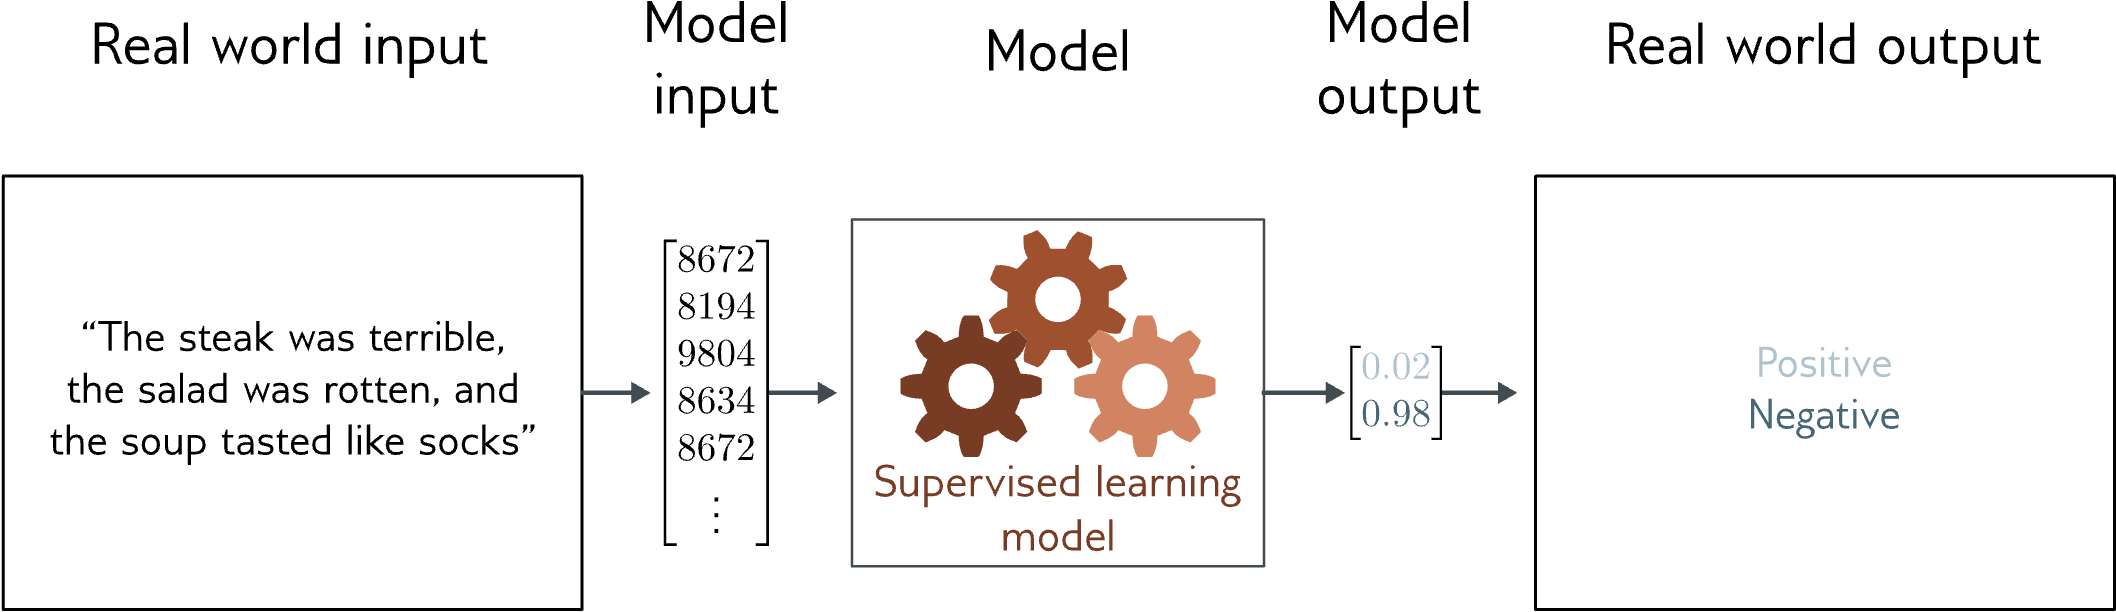 Real world input
Model
input
Model
Model
output
Real world output
“The steak was terrible,
the salad was rotten, and
the soup tasted like socks”
8672
8194
9804
8634
8672
⋮
Supervised learning
model
0.02
0.98
Positive
Negative